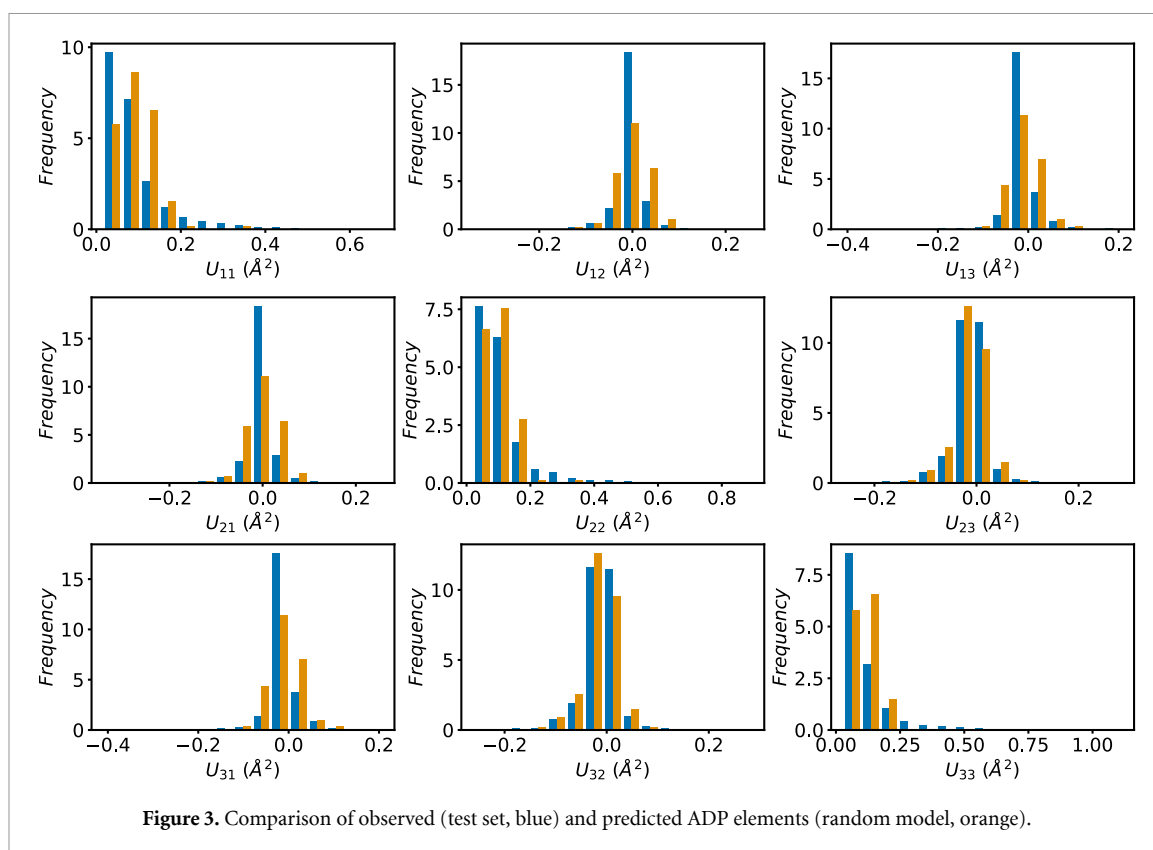 10
5
0
Frequency
0.0 0.2 0.4 0.6
U11 (Å²)
15
10
5
0
Frequency
−0.2 0.0 0.2
U12 (Å²)
15
10
5
0
Frequency
−0.4 −0.2 0.0 0.2
U13 (Å²)
15
10
5
0
Frequency
−0.2 0.0 0.2
U21 (Å²)
7.5
5.0
2.5
0.0
Frequency
0.0 0.2 0.4 0.6 0.8
U22 (Å²)
10
5
0
Frequency
−0.2 0.0 0.2
U23 (Å²)
15
10
5
0
Frequency
−0.4 −0.2 0.0 0.2
U31 (Å²)
10
5
0
Frequency
−0.2 0.0 0.2
U32 (Å²)
7.5
5.0
2.5
0.0
Frequency
0.00 0.25 0.50 0.75 1.00
U33 (Å²)
Figure 3. Comparison of observed (test set, blue) and predicted ADP elements (random model, orange).